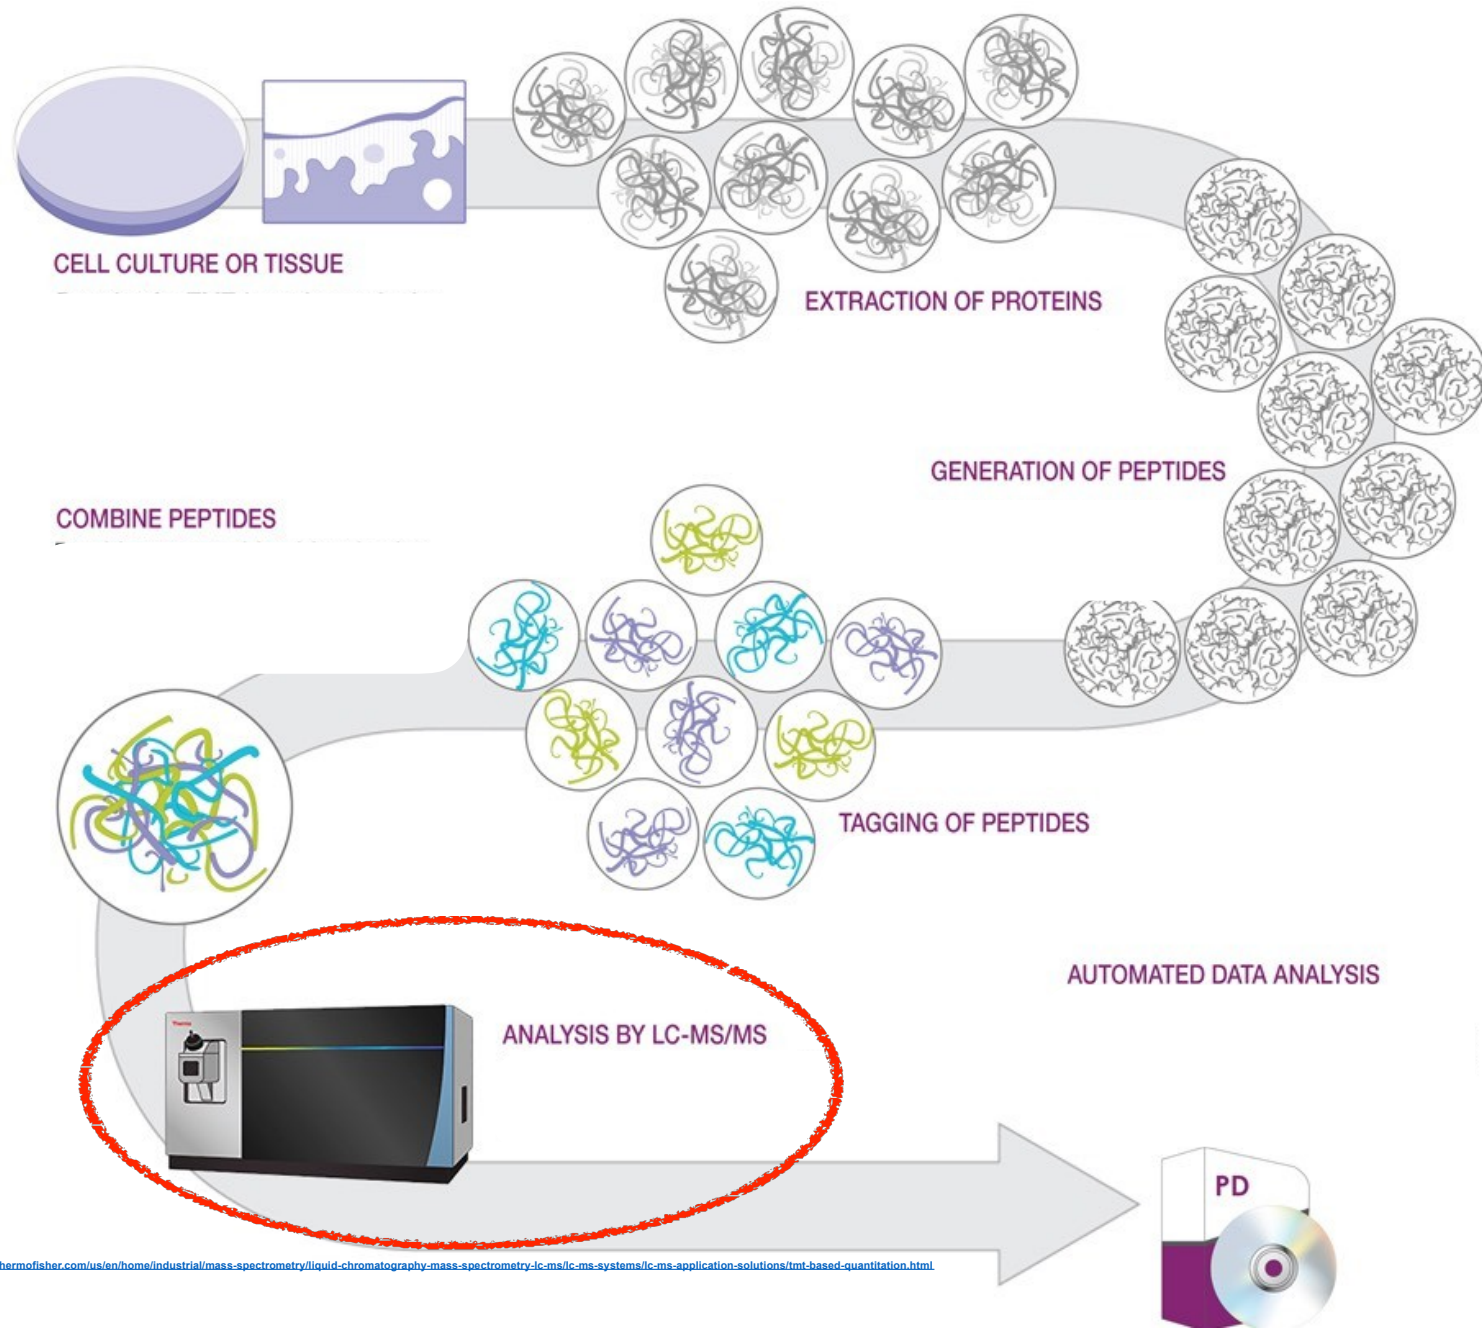 CELL CULTURE OR TISSUE
EXTRACTION OF PROTEINS
GENERATION OF PEPTIDES
COMBINE PEPTIDES
TAGGING OF PEPTIDES
AUTOMATED DATA ANALYSIS
Thermo
ANALYSIS BY LC-MS/MS
PD
hermofisher.com/us/en/home/industrial/mass-spectrometry/liquid-chromatography-mass-spectrometry-lc-ms/lc-ms-systems/lc-ms-application-solutions/tmt-based-quantitation.html